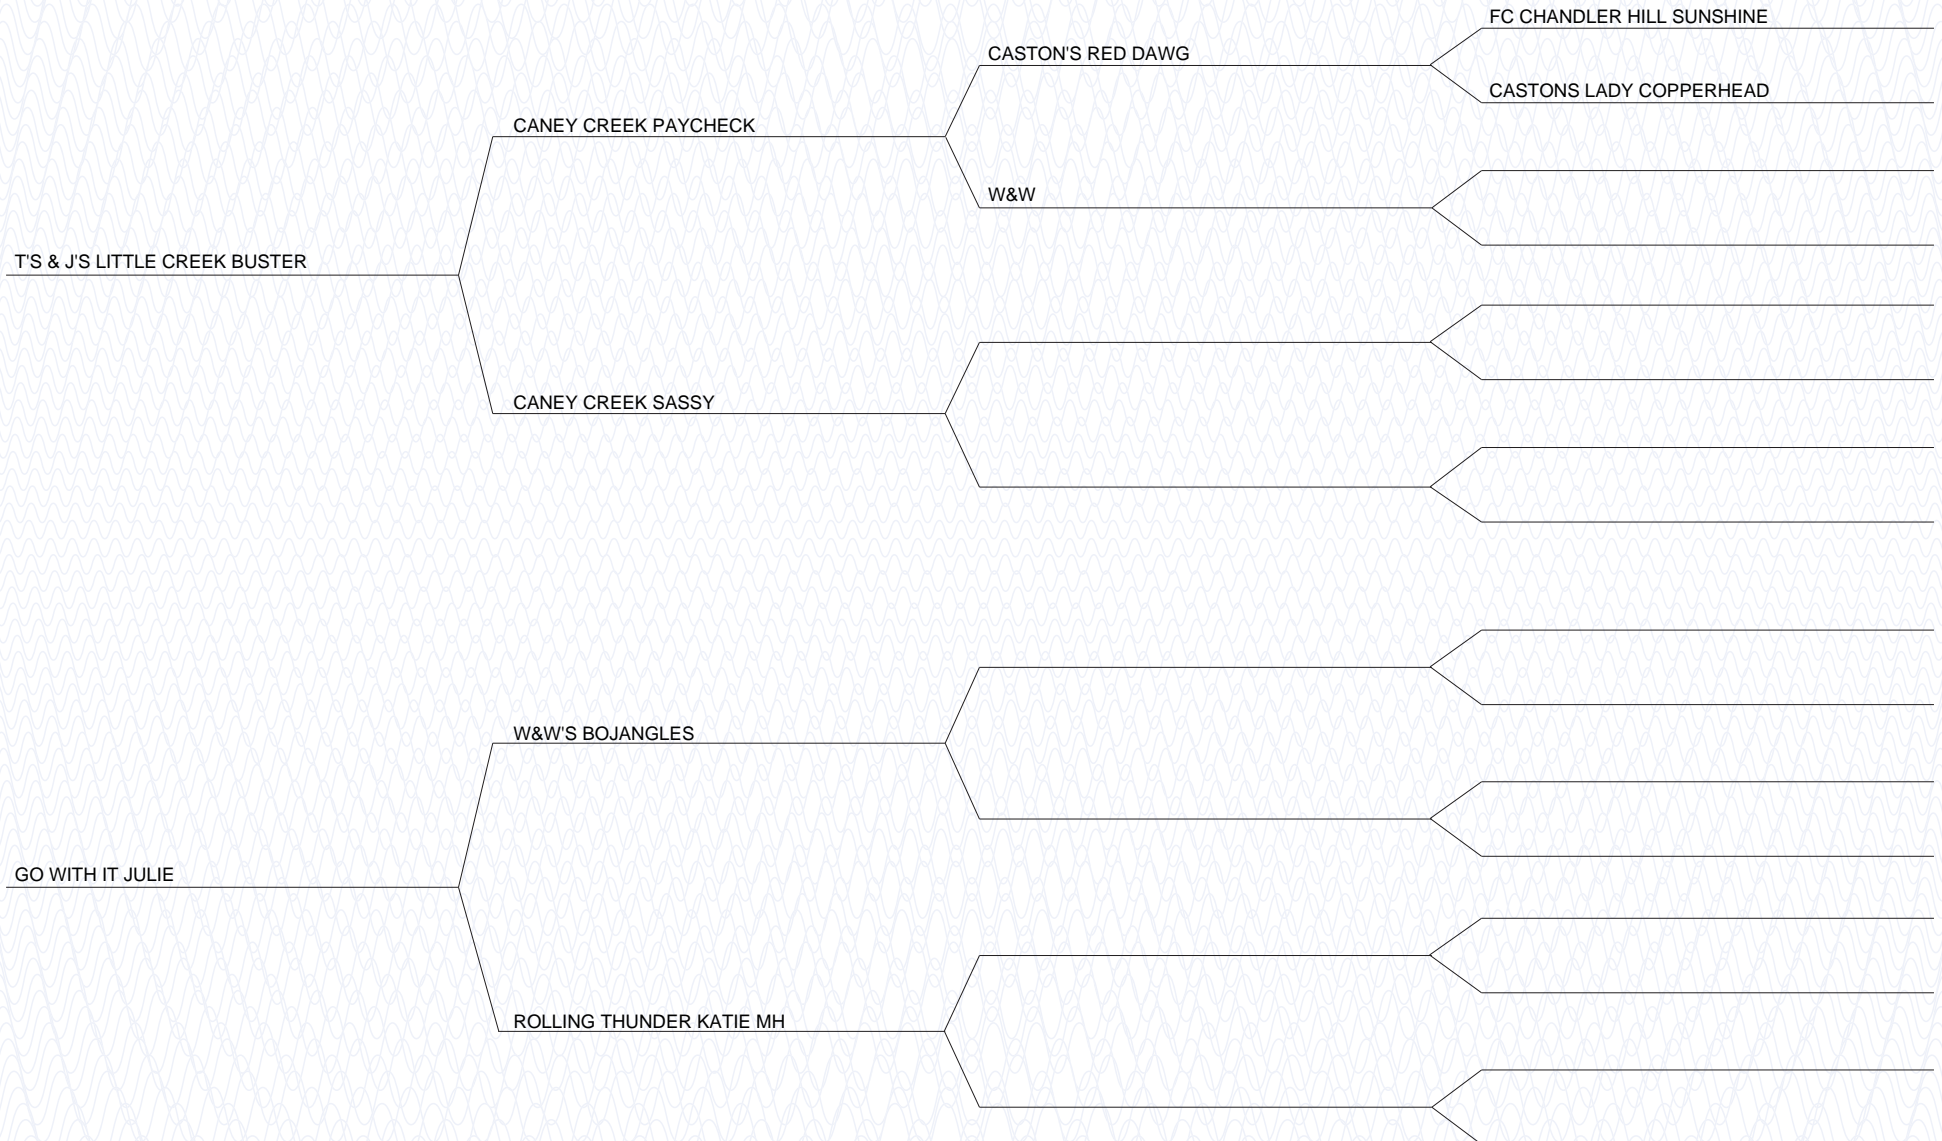 FC CHANDLER HILL SUNSHINE
CASTON'S RED DAWG
CASTONS LADY COPPERHEAD
CANEY CREEK PAYCHECK
W&W
T'S & J'S LITTLE CREEK BUSTER
CANEY CREEK SASSY
W&W'S BOJANGLES
GO WITH IT JULIE
ROLLING THUNDER KATIE MH